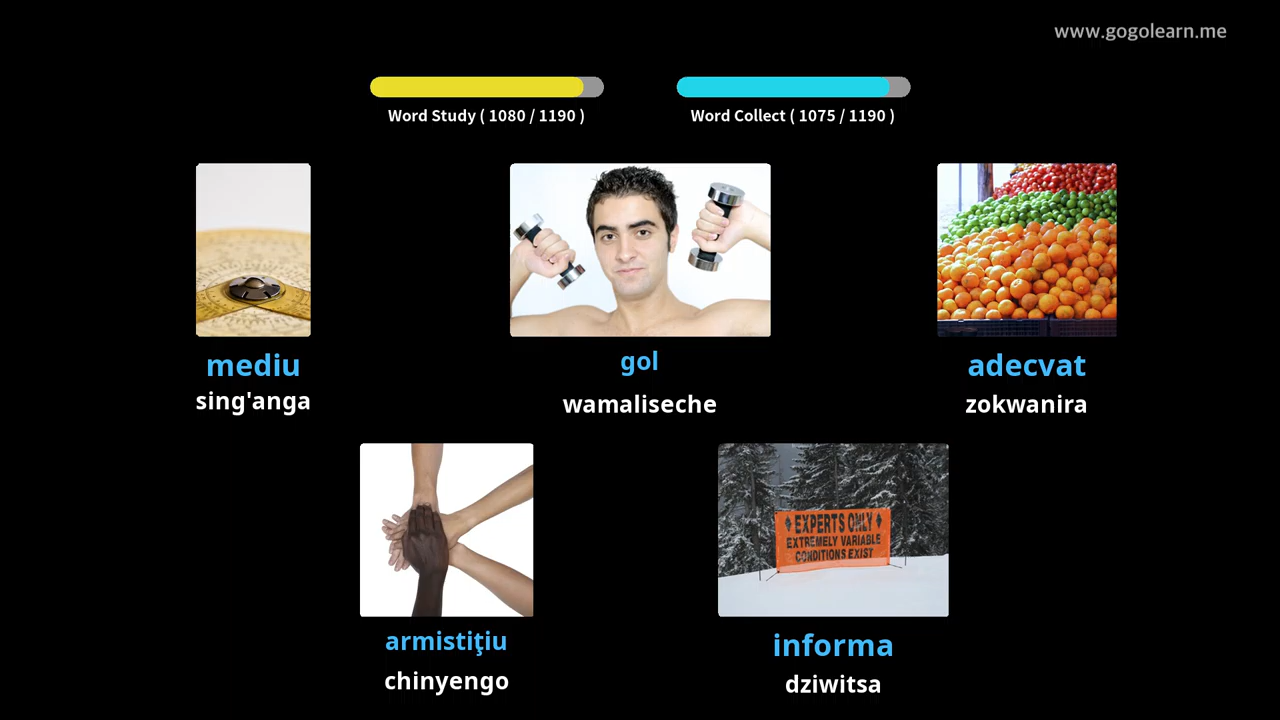 www.gogolearn.me
Word Study ( 1080 / 1190 )
Word Collect ( 1075 / 1190 )
mediu
sing'anga
gol
wamaliseche
adecvat
zokwanira
armistiţiu
chinyengo
EXPERTS ONLY
EXTREMELY VARIABLE
CONDITIONS EXIST
informa
dziwitsa